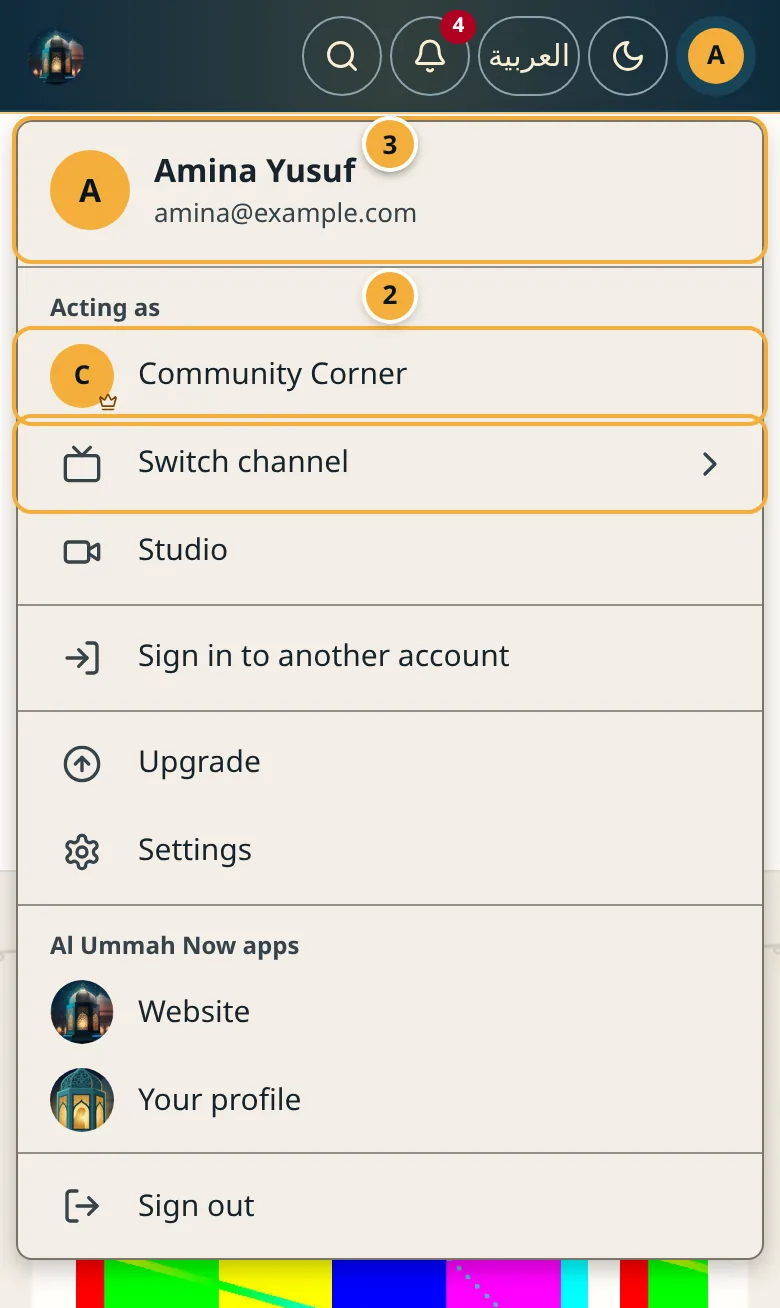 4
العربية
A
3
A
Amina Yusuf
amina@example.com
2
Acting as
C
Community Corner
Switch channel
Studio
Sign in to another account
Upgrade
Settings
Al Ummah Now apps
Website
Your profile
Sign out